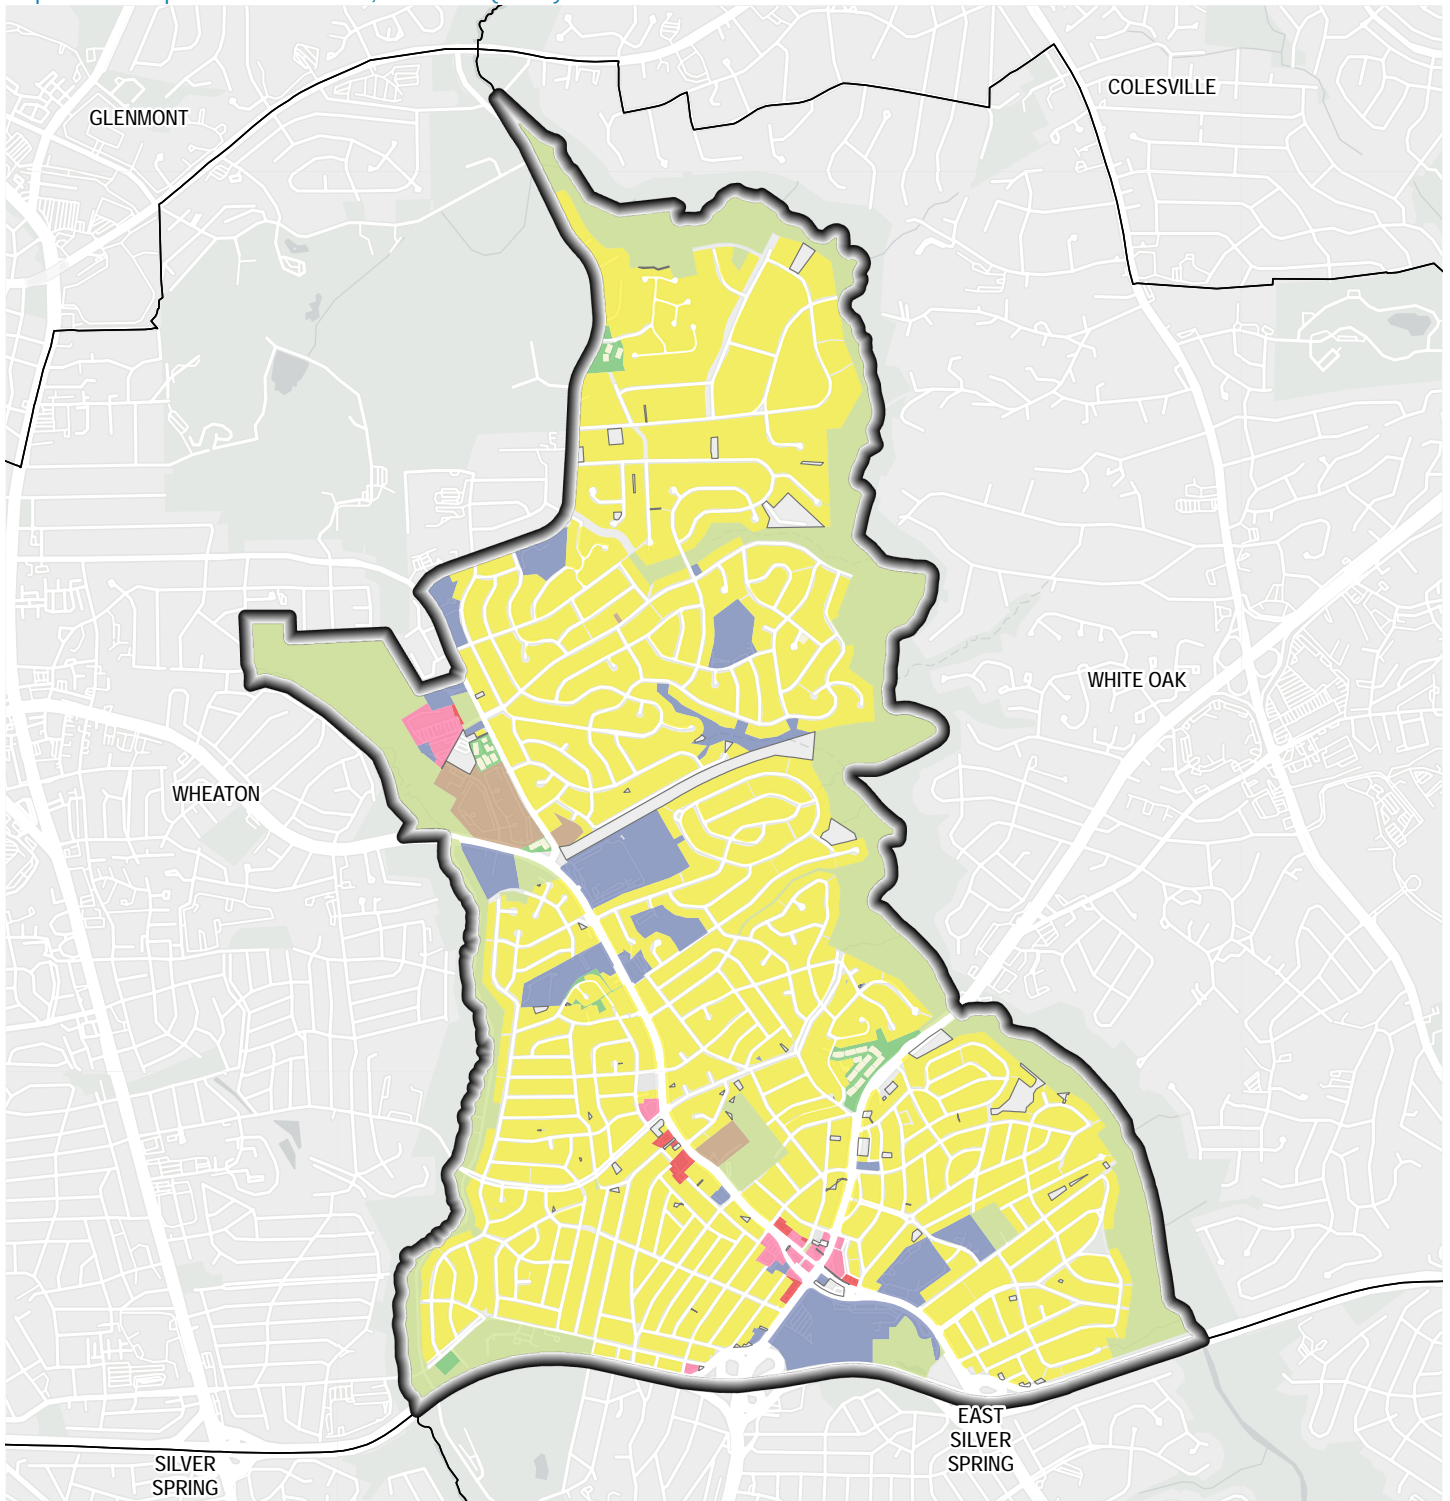 GLENMONT
COLESVILLE
WHITE OAK
WHEATON
EAST
SILVER
SPRING
SILVER
SPRING